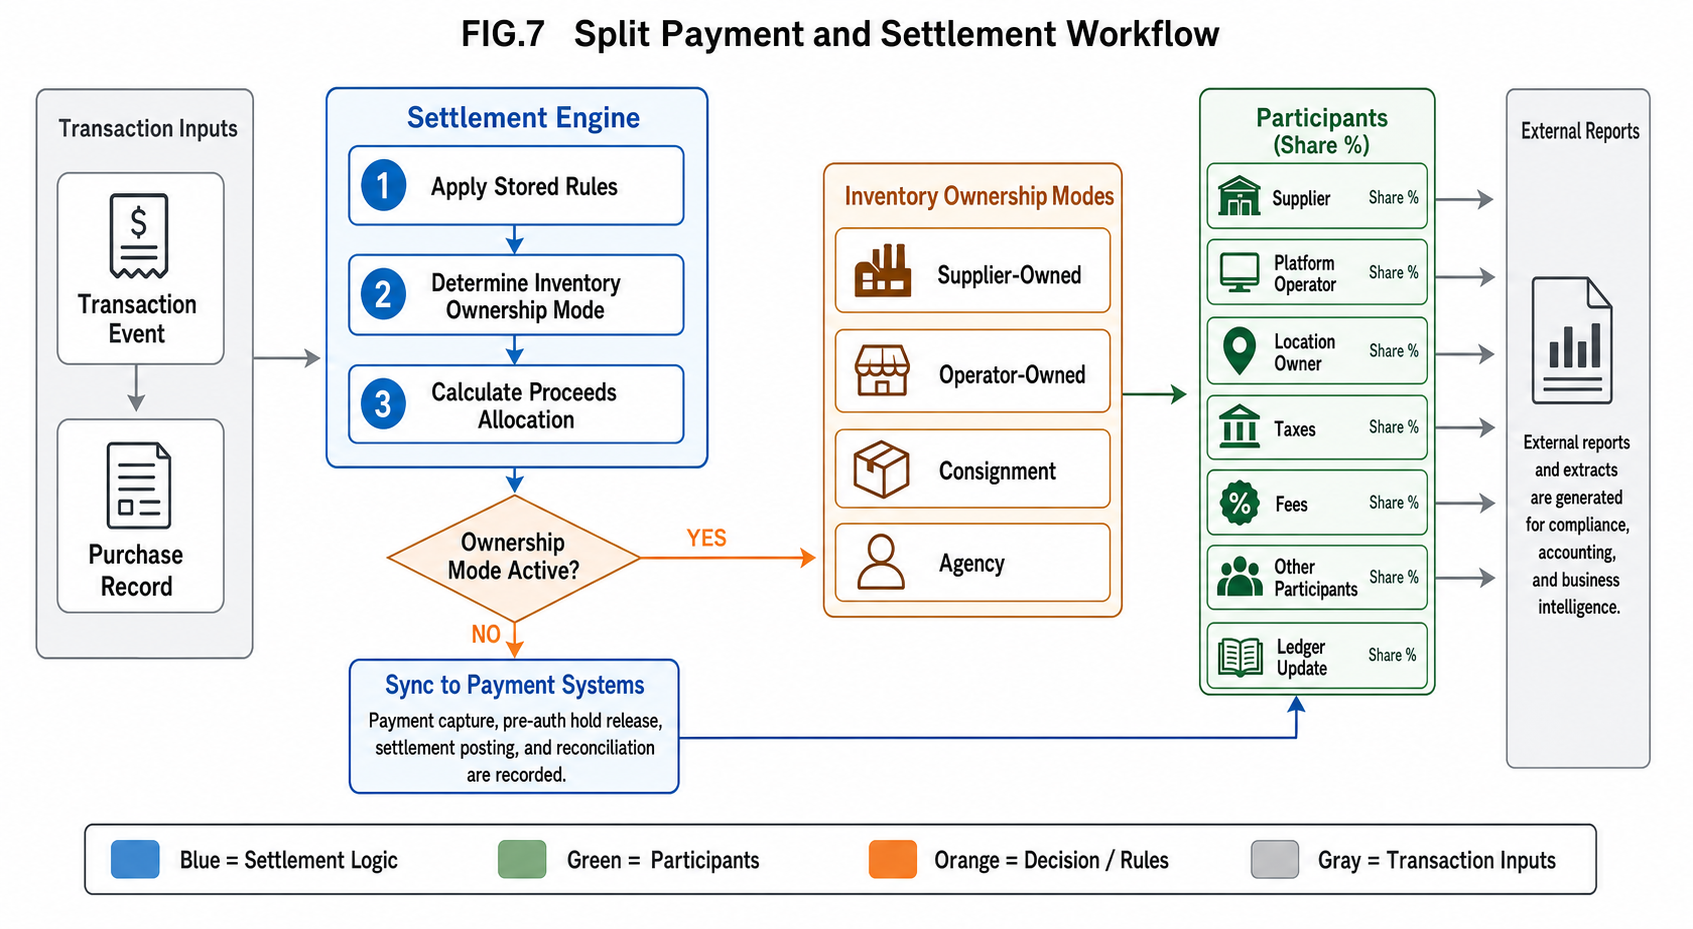 FIG.7 Split Payment and Settlement Workflow
Transaction Inputs
$
Transaction
Event
Purchase
Record
Settlement Engine
1 Apply Stored Rules
2 Determine Inventory
Ownership Mode
3 Calculate Proceeds
Allocation
Ownership
Mode Active?
YES
NO
Sync to Payment Systems
Payment capture, pre-auth hold release,
settlement posting, and reconciliation
are recorded.
Inventory Ownership Modes
Supplier-Owned
Operator-Owned
Consignment
Agency
Participants
(Share %)
Supplier Share %
Platform
Operator Share %
Location
Owner Share %
Taxes Share %
% Fees Share %
Other
Participants Share %
Ledger
Update Share %
External Reports
External reports
and extracts
are generated
for compliance,
accounting,
and business
intelligence.
Blue = Settlement Logic
Green = Participants
Orange = Decision / Rules
Gray = Transaction Inputs